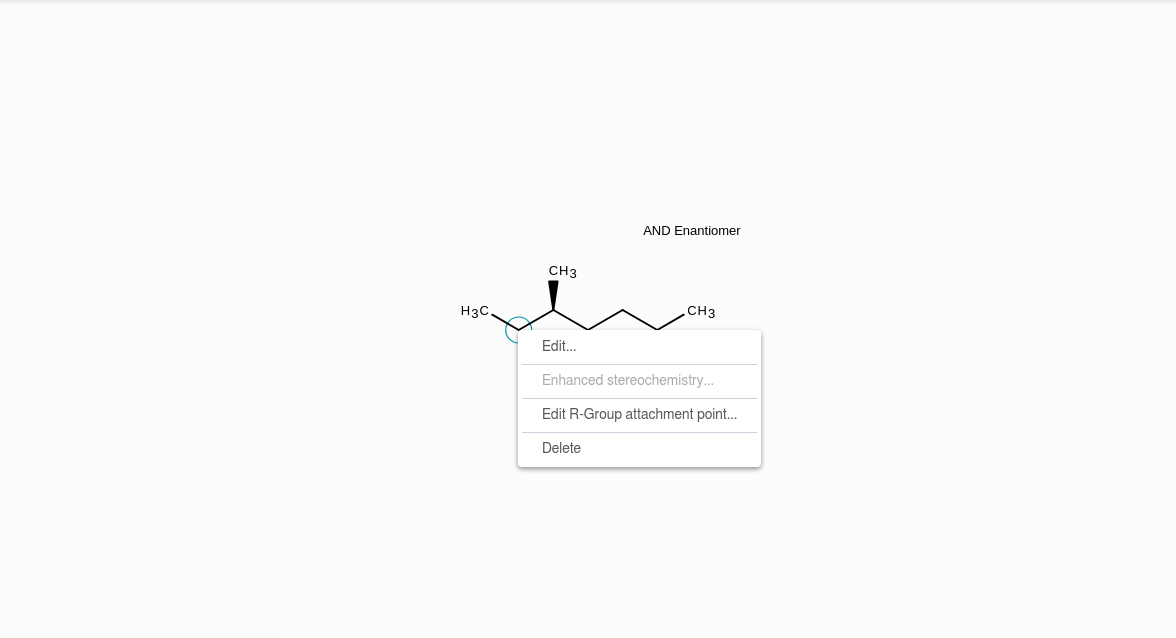 AND Enantiomer
CH3
H3C
CH3
Edit...
Enhanced stereochemistry...
Edit R-Group attachment point...
Delete